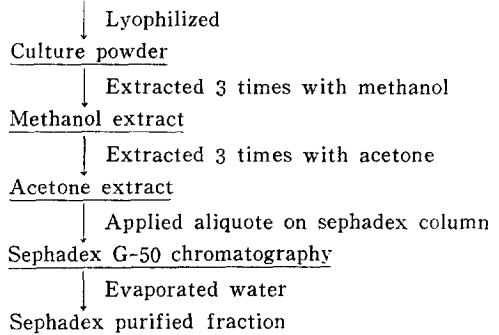 Lyophilized
Culture powder
Extracted 3 times with methanol
Methanol extract
Extracted 3 times with acetone
Acetone extract
Applied aliquote on sephadex column
Sephadex G-50 chromatography
Evaporated water
Sephadex purified fraction